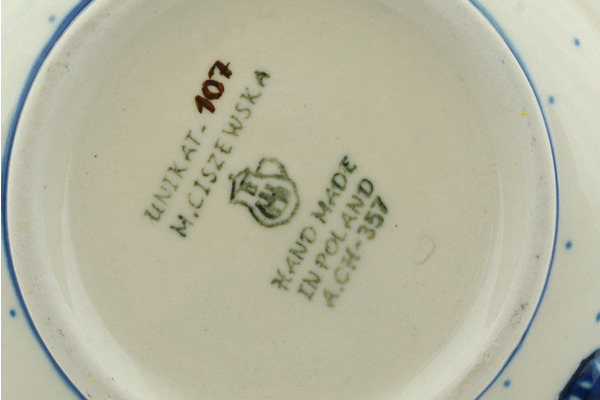 UNIKAT-107
M.CISZEWSKA
HAND MADE
IN POLAND
A.CH-357